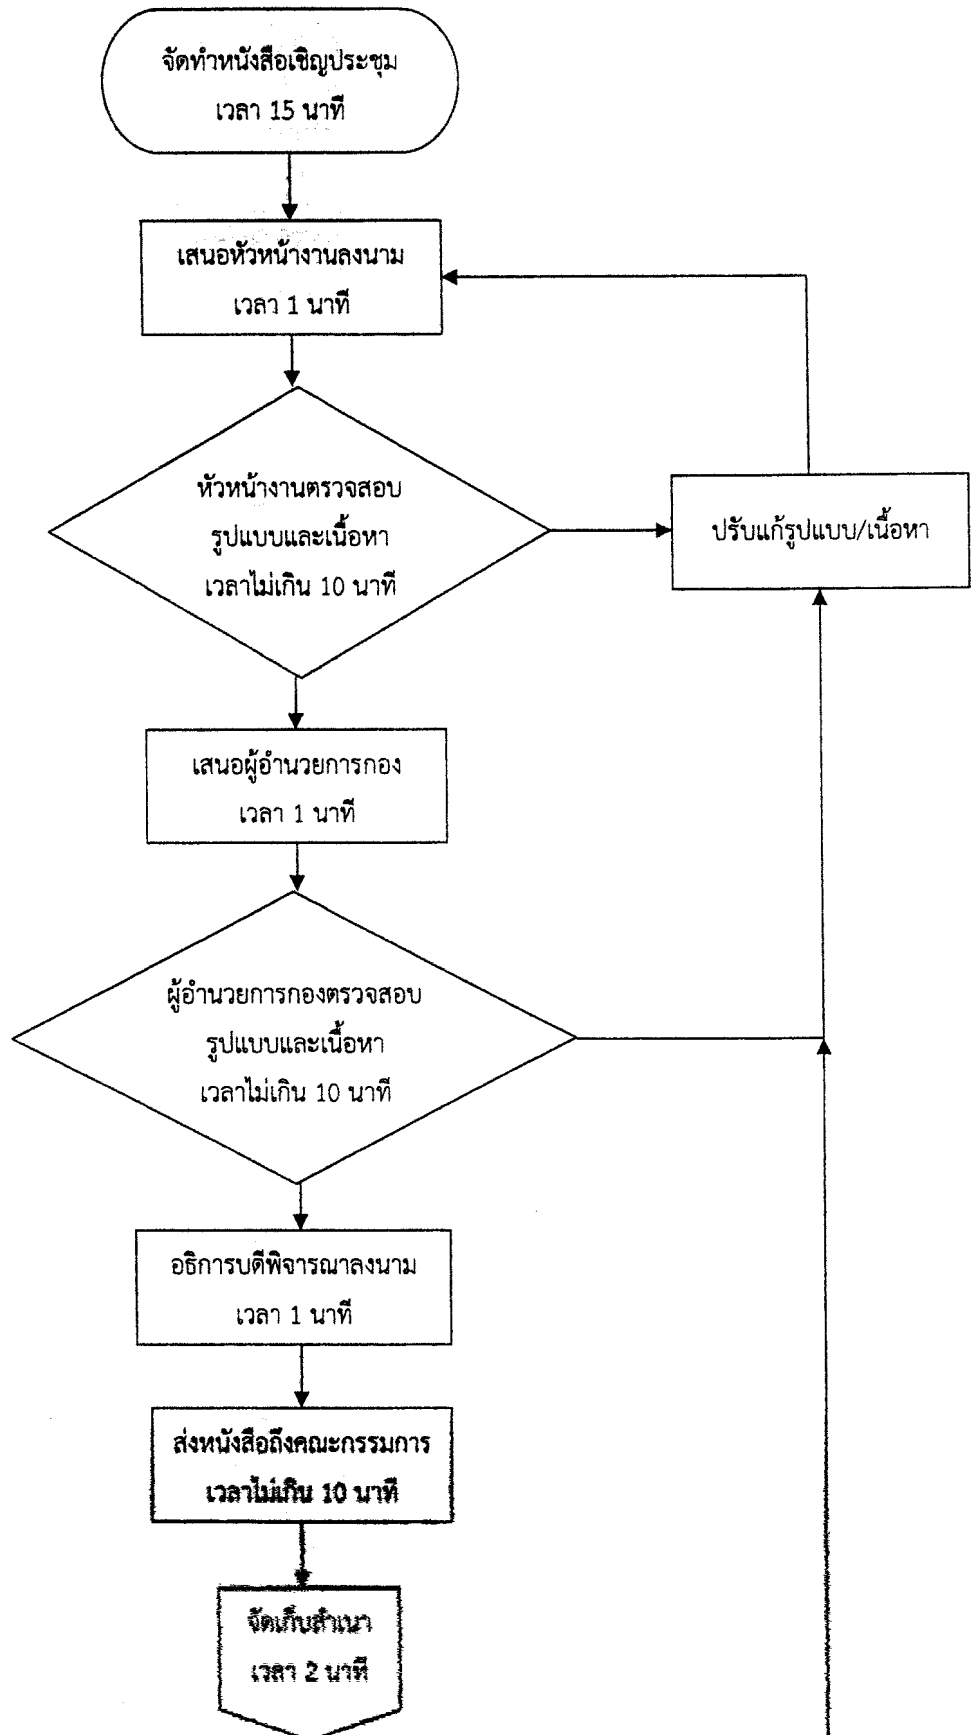 จัดทำหนังสือเชิญประชุม
เวลา 15 นาที
เสนอหัวหน้างานลงนาม
เวลา 1 นาที
หัวหน้างานตรวจสอบ
รูปแบบและเนื้อหา
เวลาไม่เกิน 10 นาที
ปรับแก้รูปแบบ/เนื้อหา
เสนอผู้อำนวยการกอง
เวลา 1 นาที
ผู้อำนวยการกองตรวจสอบ
รูปแบบและเนื้อหา
เวลาไม่เกิน 10 นาที
อธิการบดีพิจารณาลงนาม
เวลา 1 นาที
ส่งหนังสือถึงคณะกรรมการ
เวลาไม่เกิน 10 นาที
จัดเก็บสำเนา
เวลา 2 นาที